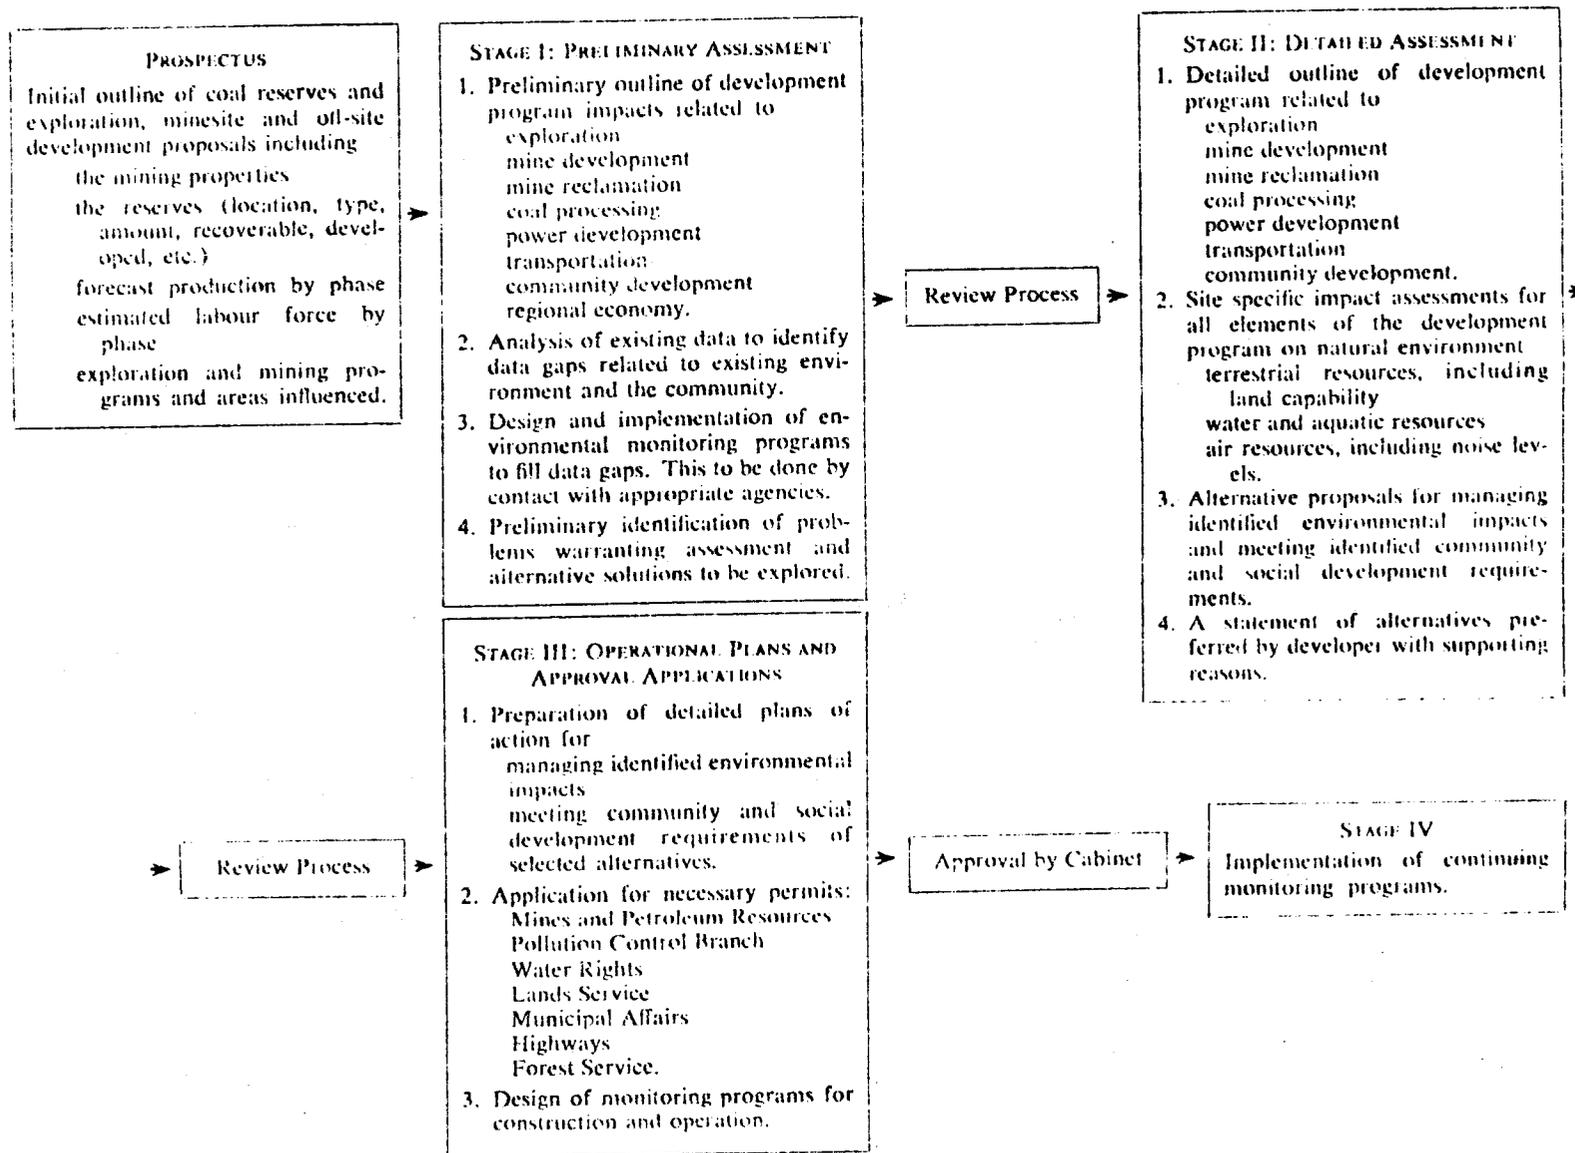 PROSPECTUS
Initial outline of coal reserves and
exploration, minesite and off-site
development proposals including
the mining properties
the reserves (location, type,
amount, recoverable, devel-
oped, etc.)
forecast production by phase
estimated labour force by
phase
exploration and mining pro-
grams and areas influenced.
STAGE I: PRELIMINARY ASSESSMENT
1. Preliminary outline of development
program impacts related to
exploration
mine development
mine reclamation
coal processing
power development
transportation
community development
regional economy.
2. Analysis of existing data to identify
data gaps related to existing envi-
ronment and the community.
3. Design and implementation of en-
vironmental monitoring programs
to fill data gaps. This to be done by
contact with appropriate agencies.
4. Preliminary identification of prob-
lems warranting assessment and
alternative solutions to be explored.
Review Process
STAGE II: DETAILED ASSESSMENT
1. Detailed outline of development
program related to
exploration
mine development
mine reclamation
coal processing
power development
transportation
community development.
2. Site specific impact assessments for
all elements of the development
program on natural environment
terrestrial resources, including
land capability
water and aquatic resources
air resources, including noise lev-
els.
3. Alternative proposals for managing
identified environmental impacts
and meeting identified community
and social development require-
ments.
4. A statement of alternatives pre-
ferred by developer with supporting
reasons.
Review Process
STAGE III: OPERATIONAL PLANS AND
APPROVAL APPLICATIONS
1. Preparation of detailed plans of
action for
managing identified environmental
impacts
meeting community and social
development requirements of
selected alternatives.
2. Application for necessary permits:
Mines and Petroleum Resources
Pollution Control Branch
Water Rights
Lands Service
Municipal Affairs
Highways
Forest Service.
3. Design of monitoring programs for
construction and operation.
Approval by Cabinet
STAGE IV
Implementation of continuing
monitoring programs.